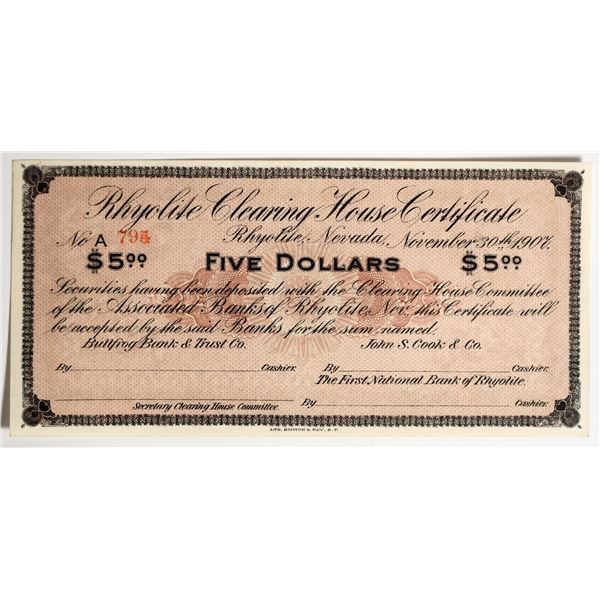 Rhyolite Clearing House Certificate
No A 794 Rhyolite, Nevada, November 30th 1907.
$5.00 FIVE DOLLARS $5.00
Securities having been deposited with the Clearing House Committee
of the Associated Banks of Rhyolite, Nev. this Certificate will
be accepted by the said Banks for the sum named.
Bullfrog Bank & Trust Co. John S. Cook & Co.
By Cashier. By Cashier.
The First National Bank of Rhyolite.
Secretary Clearing House Committee. By Cashier.
LITH. BRITTON & REY, S.F.